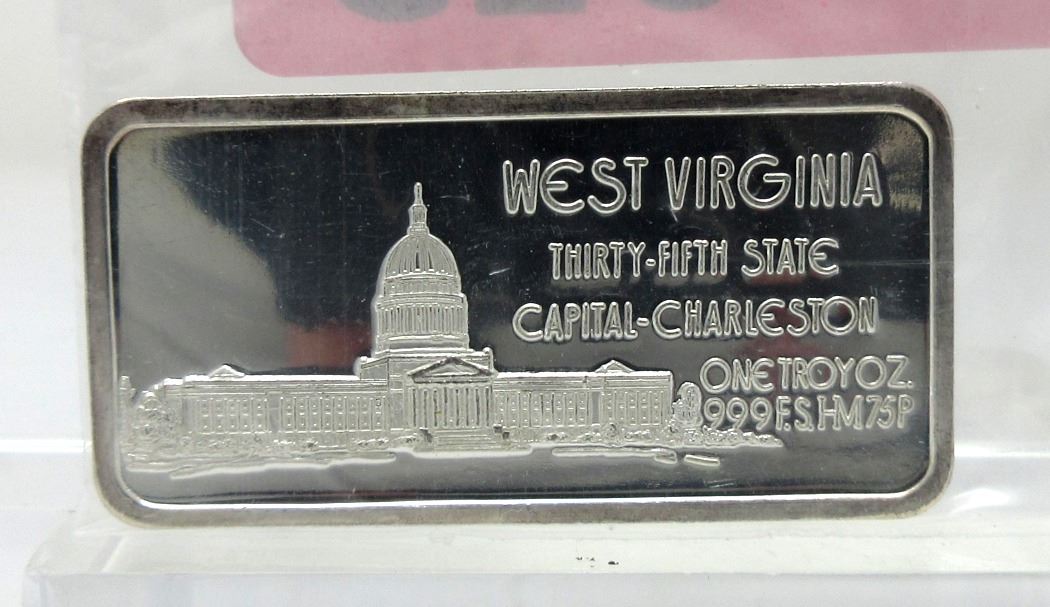 WEST VIRGINIA
THIRTY-FIFTH STATE
CAPITAL-CHARLESTON
ONE TROY OZ.
999 F.S. HM75P